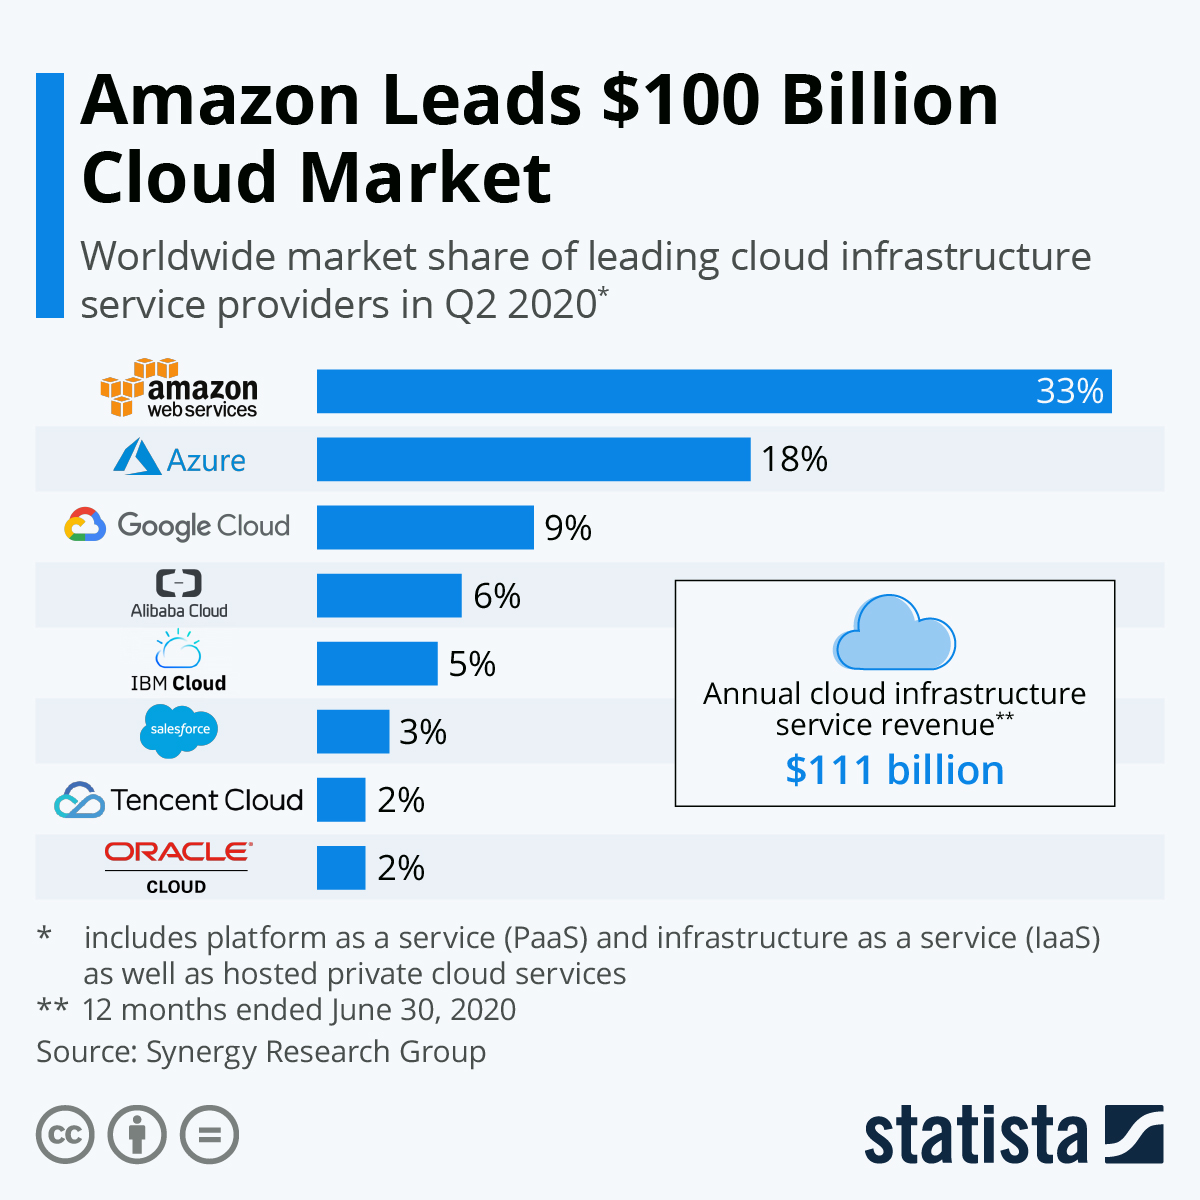 Amazon Leads $100 Billion
Cloud Market
Worldwide market share of leading cloud infrastructure
service providers in Q2 2020*
amazon
web services
33%
Azure
18%
Google Cloud
9%
Alibaba Cloud
6%
IBM Cloud
5%
salesforce
3%
Tencent Cloud
2%
ORACLE®
CLOUD
2%
Annual cloud infrastructure
service revenue**
$111 billion
* includes platform as a service (PaaS) and infrastructure as a service (IaaS)
as well as hosted private cloud services
** 12 months ended June 30, 2020
Source: Synergy Research Group
cc
statista